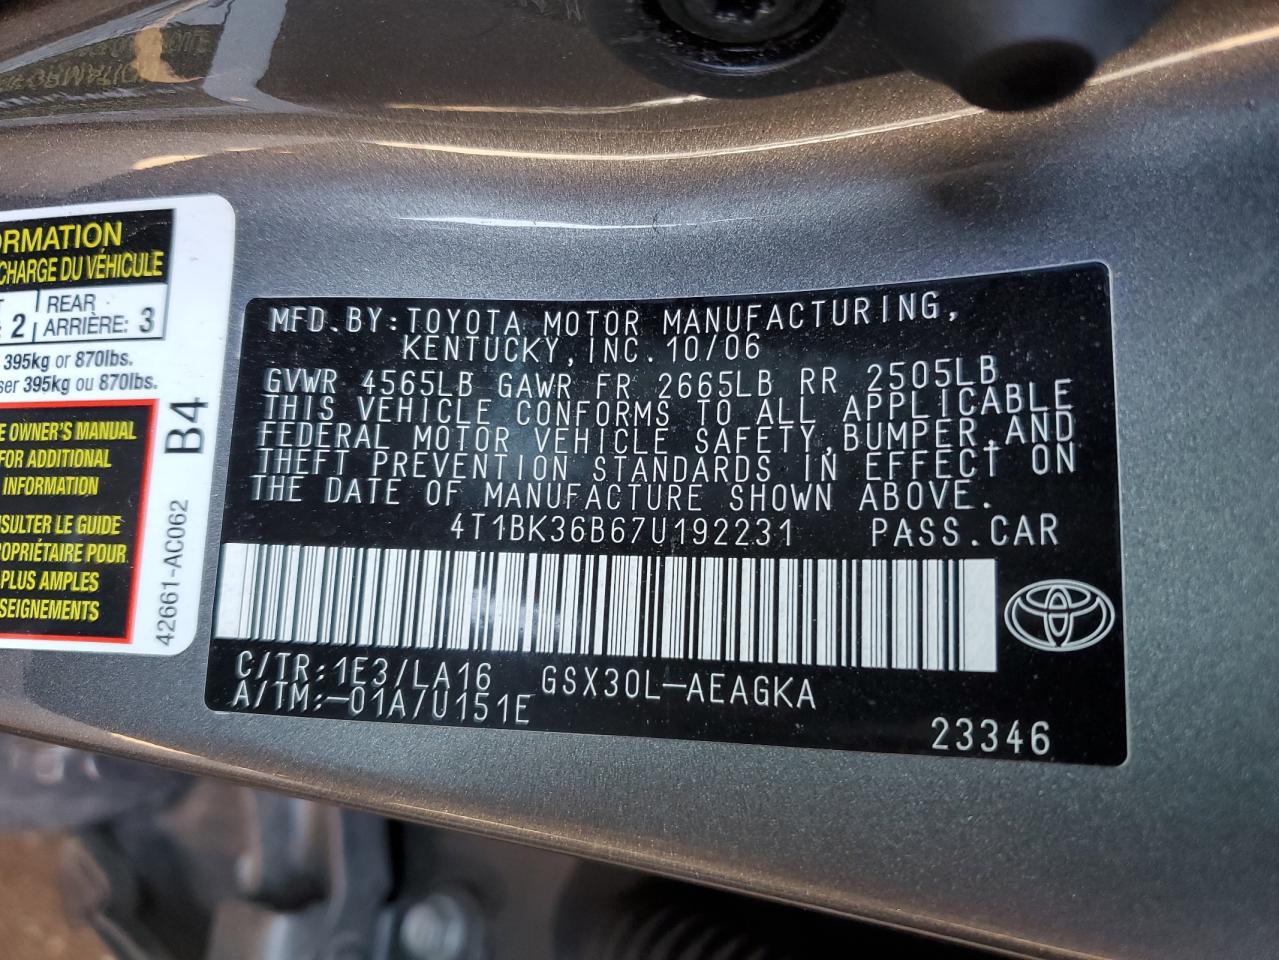 ORMATION
CHARGE DU VÉHICULE
2 REAR
ARRIÈRE: 3
395kg or 870lbs.
395kg ou 870lbs.
OWNER'S MANUAL
FOR ADDITIONAL
INFORMATION
LE GUIDE
POUR
PLUS AMPLES
B4
42661-AC062
MFD.BY:TOYOTA MOTOR MANUFACTURING,
KENTUCKY,INC.10/06
GVWR 4565LB GAWR FR 2665LB RR 2505LB
THIS VEHICLE CONFORMS TO ALL APPLICABLE
FEDERAL MOTOR VEHICLE SAFETY,BUMPER,AND
THEFT PREVENTION STANDARDS IN EFFECT ON
THE DATE OF MANUFACTURE SHOWN ABOVE.
4T1BK36B67U192231 PASS.CAR
C/TR:1E3/LA16 GSX30L-AEAGKA
A/TM:-01A/U151E
23346